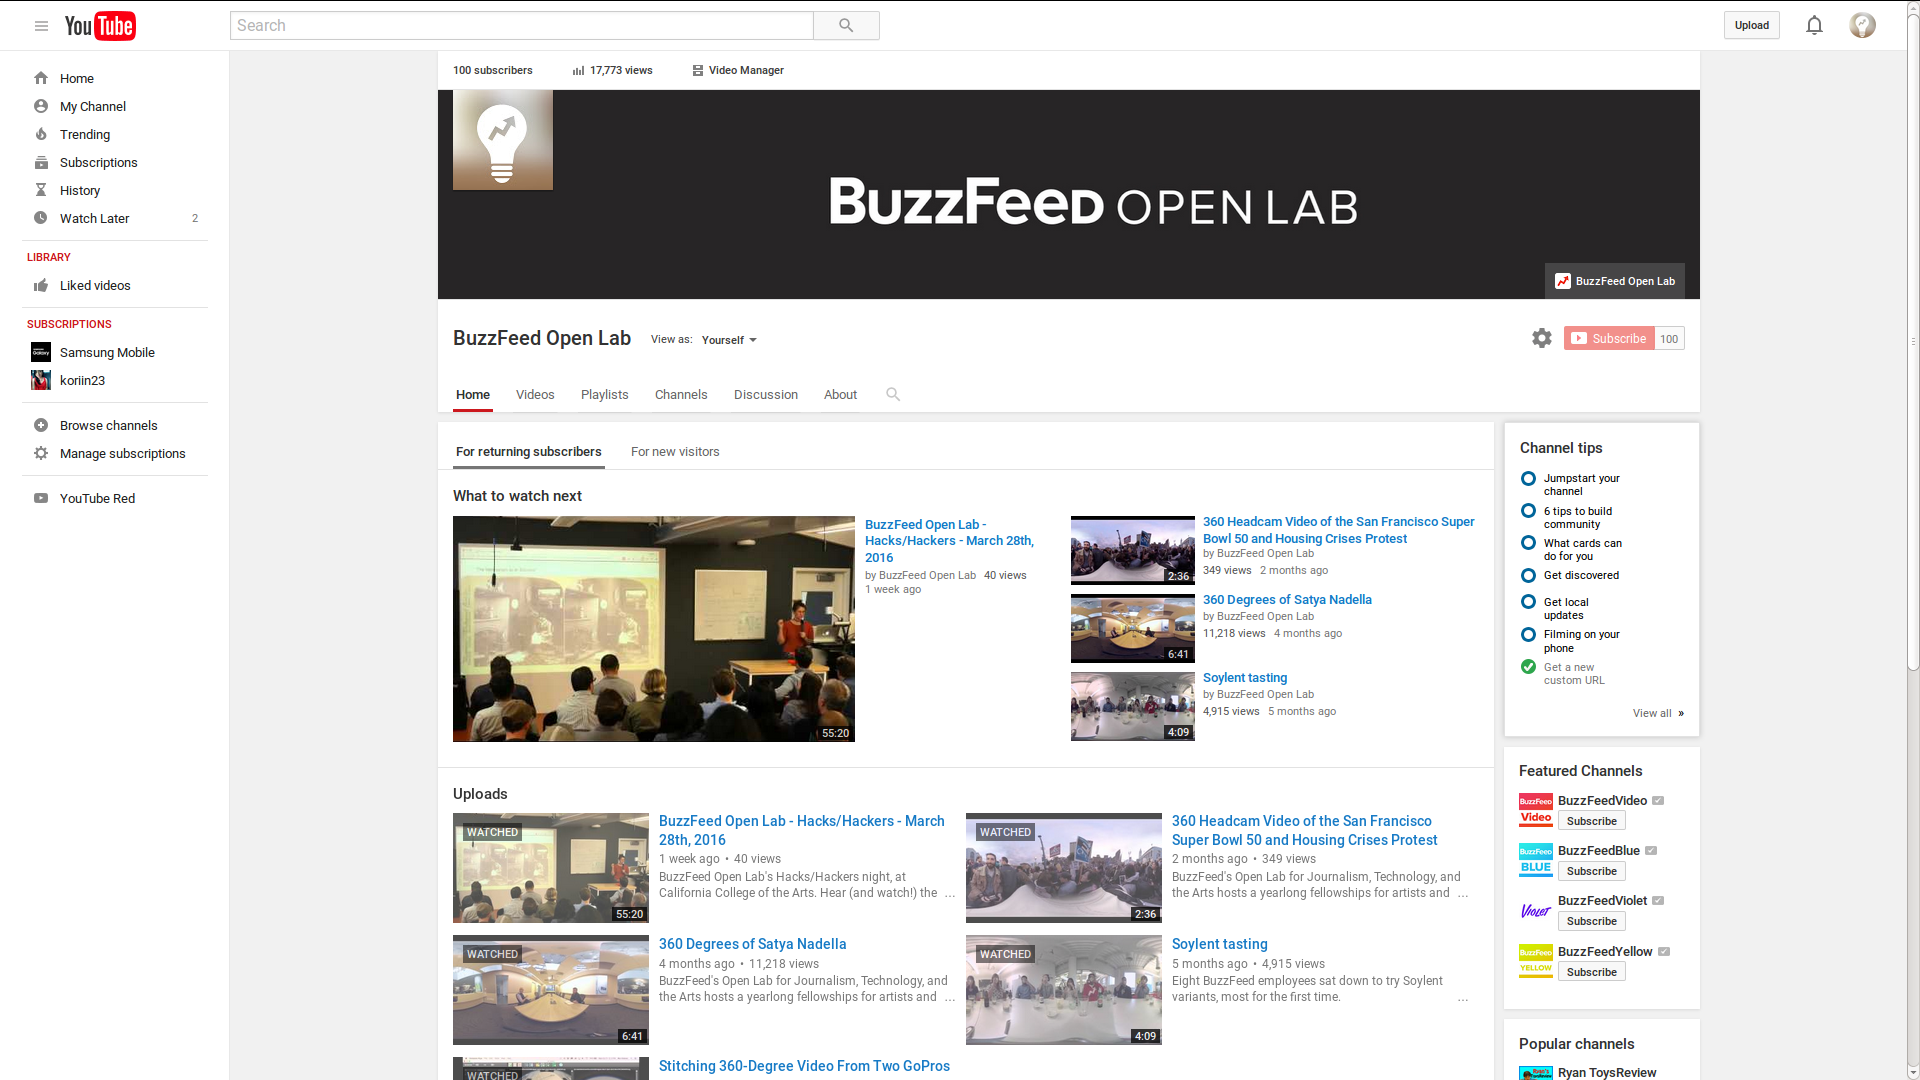 YouTube
Search
Upload
Home
My Channel
Trending
Subscriptions
History
Watch Later 2
LIBRARY
Liked videos
SUBSCRIPTIONS
Samsung Mobile
koriin23
Browse channels
Manage subscriptions
YouTube Red
100 subscribers 17,773 views Video Manager
BuzzFeed OPEN LAB
BuzzFeed Open Lab
BuzzFeed Open Lab View as: Yourself
Subscribe 100
Home Videos Playlists Channels Discussion About
For returning subscribers For new visitors
What to watch next
55:20
BuzzFeed Open Lab -
Hacks/Hackers - March 28th,
2016
by BuzzFeed Open Lab 40 views
1 week ago
2:36
360 Headcam Video of the San Francisco Super
Bowl 50 and Housing Crises Protest
by BuzzFeed Open Lab
349 views 2 months ago
6:41
360 Degrees of Satya Nadella
by BuzzFeed Open Lab
11,218 views 4 months ago
4:09
Soylent tasting
by BuzzFeed Open Lab
4,915 views 5 months ago
Uploads
WATCHED
55:20
BuzzFeed Open Lab - Hacks/Hackers - March
28th, 2016
1 week ago • 40 views
BuzzFeed Open Lab's Hacks/Hackers night, at
California College of the Arts. Hear (and watch!) the ...
WATCHED
2:36
360 Headcam Video of the San Francisco
Super Bowl 50 and Housing Crises Protest
2 months ago • 349 views
BuzzFeed's Open Lab for Journalism, Technology, and
the Arts hosts a yearlong fellowships for artists and ...
WATCHED
6:41
360 Degrees of Satya Nadella
4 months ago • 11,218 views
BuzzFeed's Open Lab for Journalism, Technology, and
the Arts hosts a yearlong fellowships for artists and ...
WATCHED
4:09
Soylent tasting
5 months ago • 4,915 views
Eight BuzzFeed employees sat down to try Soylent
variants, most for the first time. ...
WATCHED
Stitching 360-Degree Video From Two GoPros
Channel tips
Jumpstart your
channel
6 tips to build
community
What cards can
do for you
Get discovered
Get local
updates
Filming on your
phone
Get a new
custom URL
View all »
Featured Channels
BuzzFeed
Video
BuzzFeedVideo
Subscribe
BuzzFeed
BLUE
BuzzFeedBlue
Subscribe
VIOLET
BuzzFeedViolet
Subscribe
BuzzFeed
YELLOW
BuzzFeedYellow
Subscribe
Popular channels
Ryan ToysReview